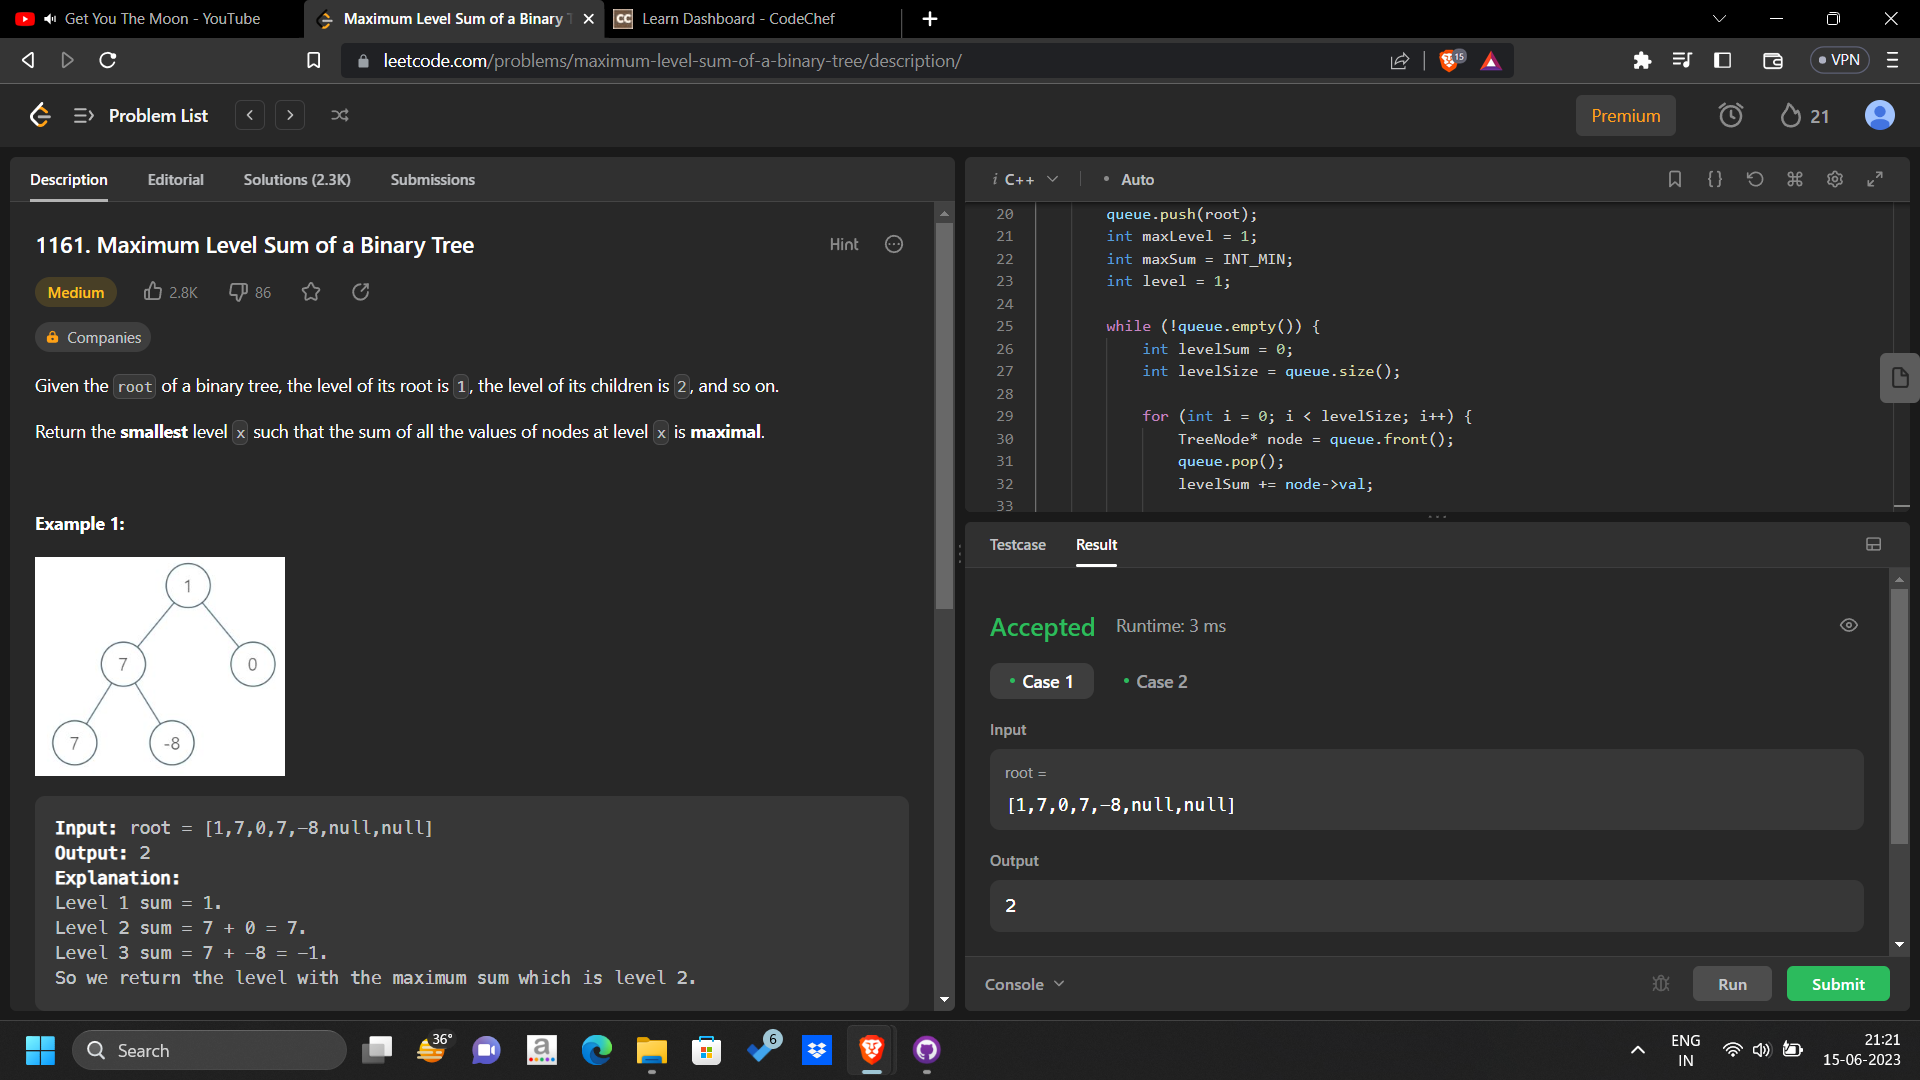 Get You The Moon - YouTube
Maximum Level Sum of a Binary T
CC Learn Dashboard - CodeChef
leetcode.com/problems/maximum-level-sum-of-a-binary-tree/description/
15
VPN
Problem List
Premium
21
Description Editorial Solutions (2.3K) Submissions
1161. Maximum Level Sum of a Binary Tree
Hint
Medium 2.8K 86
Companies
Given the root of a binary tree, the level of its root is 1, the level of its children is 2, and so on.
Return the smallest level x such that the sum of all the values of nodes at level x is maximal.
Example 1:
1
7 0
7 -8
Input: root = [1,7,0,7,-8,null,null]
Output: 2
Explanation:
Level 1 sum = 1.
Level 2 sum = 7 + 0 = 7.
Level 3 sum = 7 + -8 = -1.
So we return the level with the maximum sum which is level 2.
i C++ • Auto
20 queue.push(root);
21 int maxLevel = 1;
22 int maxSum = INT_MIN;
23 int level = 1;
24
25 while (!queue.empty()) {
26 int levelSum = 0;
27 int levelSize = queue.size();
28
29 for (int i = 0; i < levelSize; i++) {
30 TreeNode* node = queue.front();
31 queue.pop();
32 levelSum += node->val;
33
Testcase Result
Accepted Runtime: 3 ms
• Case 1 • Case 2
Input
root =
[1,7,0,7,-8,null,null]
Output
2
Console
Run
Submit
Search
36°
a
6
ENG
IN
21:21
15-06-2023